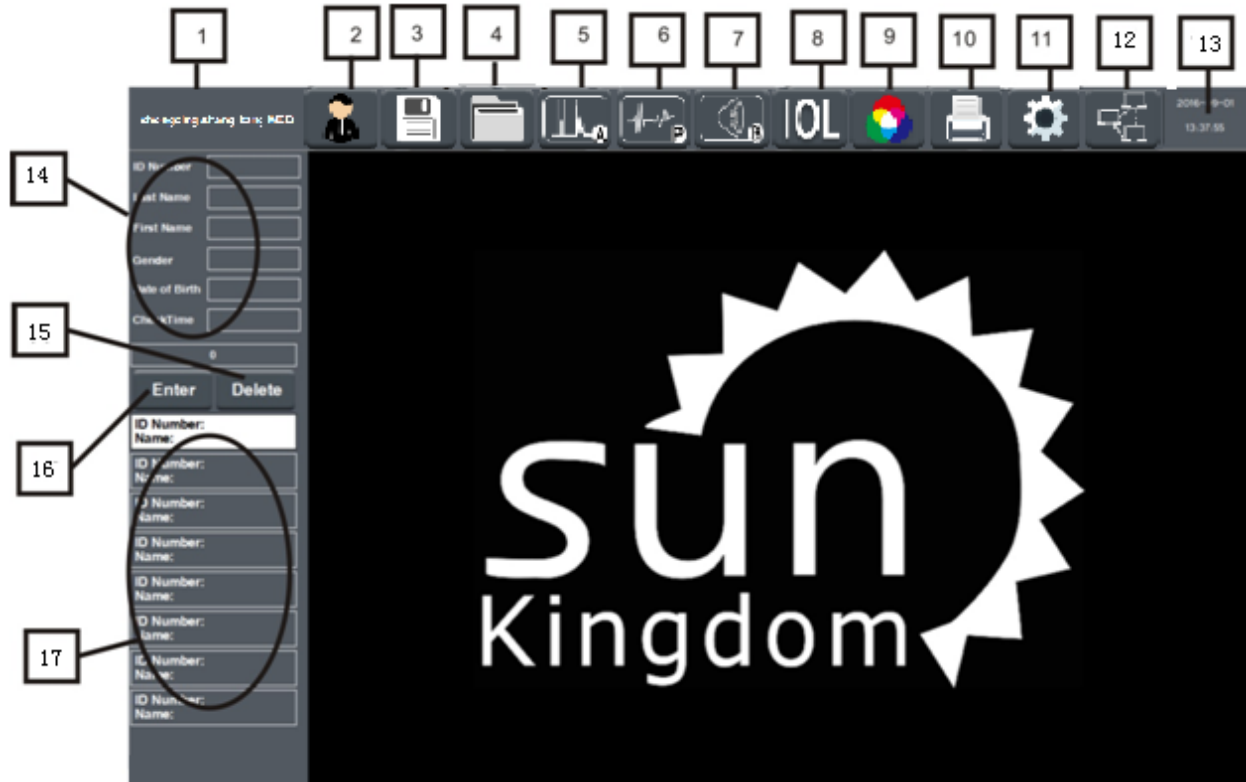 1
2
3
4
5
6
7
8
9
10
11
12
13
IOL
A
P
B
13:37:55
14
ID Number
Last Name
First Name
Gender
Date of Birth
CheckTime
15
0
Enter
Delete
16
ID Number:
Name:
ID Number:
Name:
ID Number:
Name:
ID Number:
Name:
ID Number:
Name:
ID Number:
Name:
ID Number:
Name:
ID Number:
Name:
17
sun
Kingdom